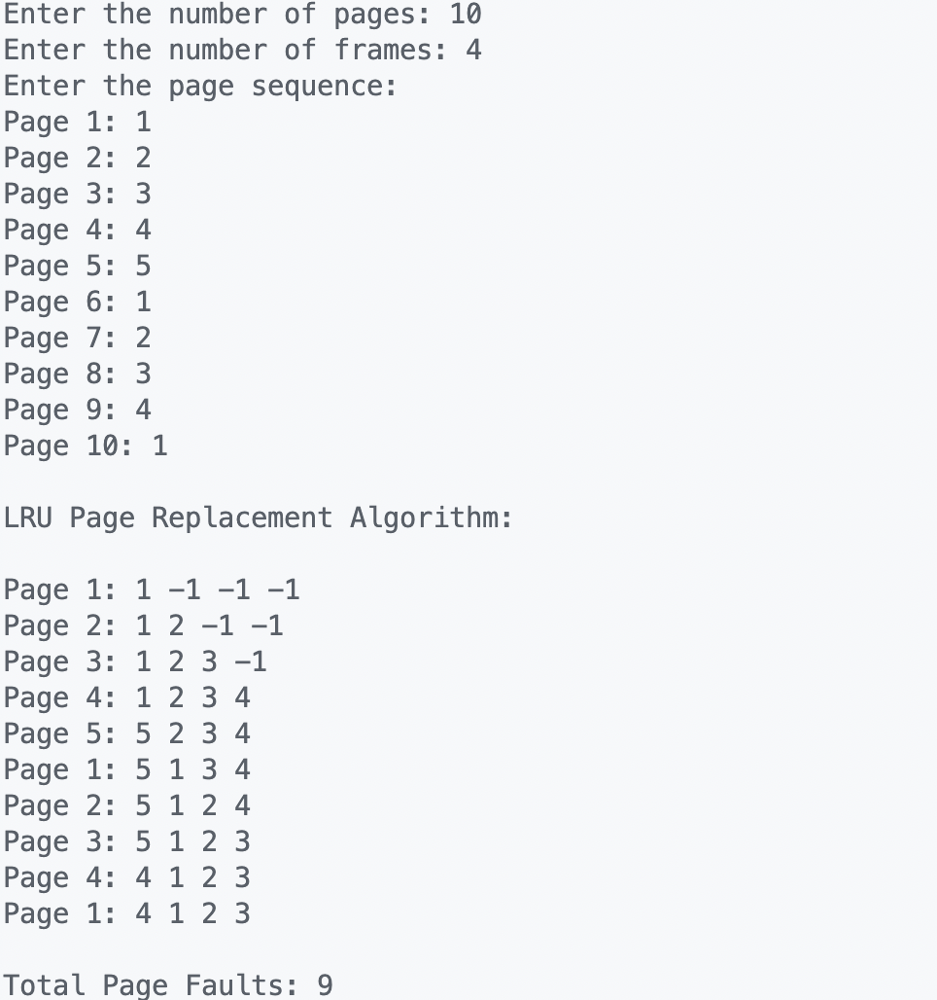 Enter the number of pages: 10
Enter the number of frames: 4
Enter the page sequence:
Page 1: 1
Page 2: 2
Page 3: 3
Page 4: 4
Page 5: 5
Page 6: 1
Page 7: 2
Page 8: 3
Page 9: 4
Page 10: 1
LRU Page Replacement Algorithm:
Page 1: 1 -1 -1 -1
Page 2: 1 2 -1 -1
Page 3: 1 2 3 -1
Page 4: 1 2 3 4
Page 5: 5 2 3 4
Page 1: 5 1 3 4
Page 2: 5 1 2 4
Page 3: 5 1 2 3
Page 4: 4 1 2 3
Page 1: 4 1 2 3
Total Page Faults: 9